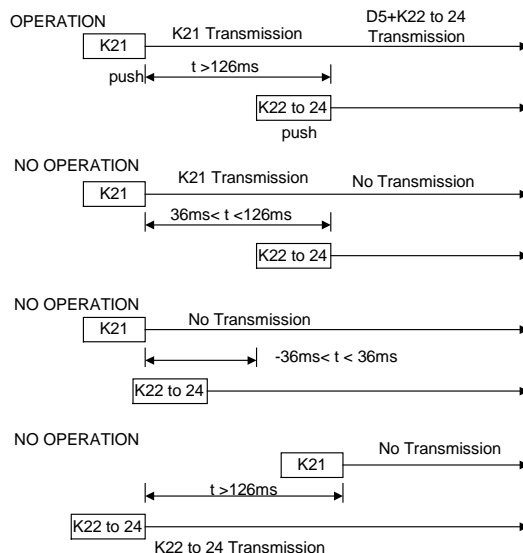 OPERATION
D5+K22 to 24
K21 Transmission
Transmission
K21
push
t >126ms
K22 to 24
push
NO OPERATION
K21 Transmission
No Transmission
K21
36ms< t <126ms
K22 to 24
NO OPERATION
K21
No Transmission
-36ms< t < 36ms
K22 to 24
NO OPERATION
No Transmission
K21
t >126ms
K22 to 24
K22 to 24 Transmission